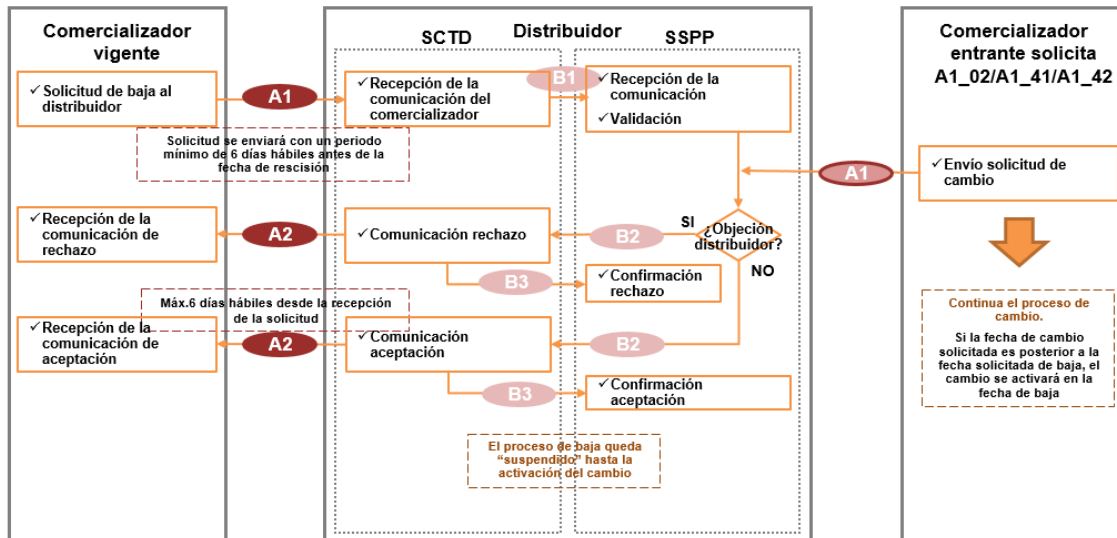 Comercializador
vigente
✓ Solicitud de baja al
distribuidor
A1
Solicitud se enviará con un periodo
mínimo de 6 días hábiles antes de la
fecha de rescisión
✓ Recepción de la
comunicación de
rechazo
A2
Máx.6 días hábiles desde la recepción
de la solicitud
✓ Recepción de la
comunicación de
aceptación
A2
Distribuidor
SCTD
SSPP
✓ Recepción de la
comunicación del
comercializador
B1
✓ Recepción de la
comunicación
✓ Validación
¿Objeción
distribuidor?
SI
NO
B2
✓ Comunicación rechazo
B3
✓ Confirmación
rechazo
B2
✓ Comunicación
aceptación
B3
✓ Confirmación
aceptación
El proceso de baja queda
“suspendido” hasta la
activación del cambio
Comercializador
entrante solicita
A1_02/A1_41/A1_42
A1
✓ Envío solicitud de
cambio
Continua el proceso de
cambio.
Si la fecha de cambio
solicitada es posterior a la
fecha solicitada de baja, el
cambio se activará en la
fecha de baja